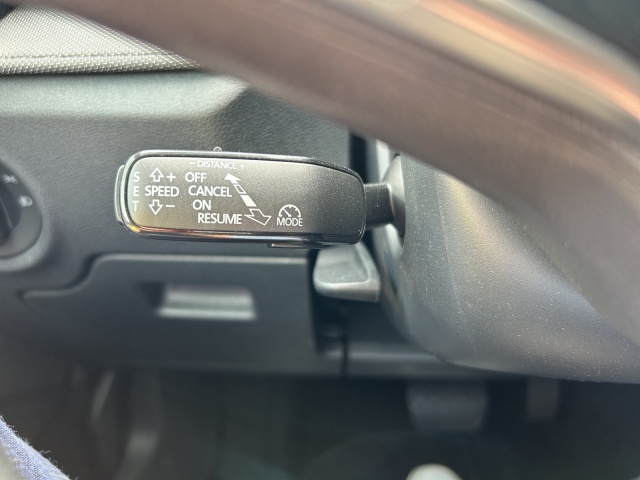 - DISTANCE +
S E T
+ OFF
SPEED CANCEL
ON
- RESUME
MODE